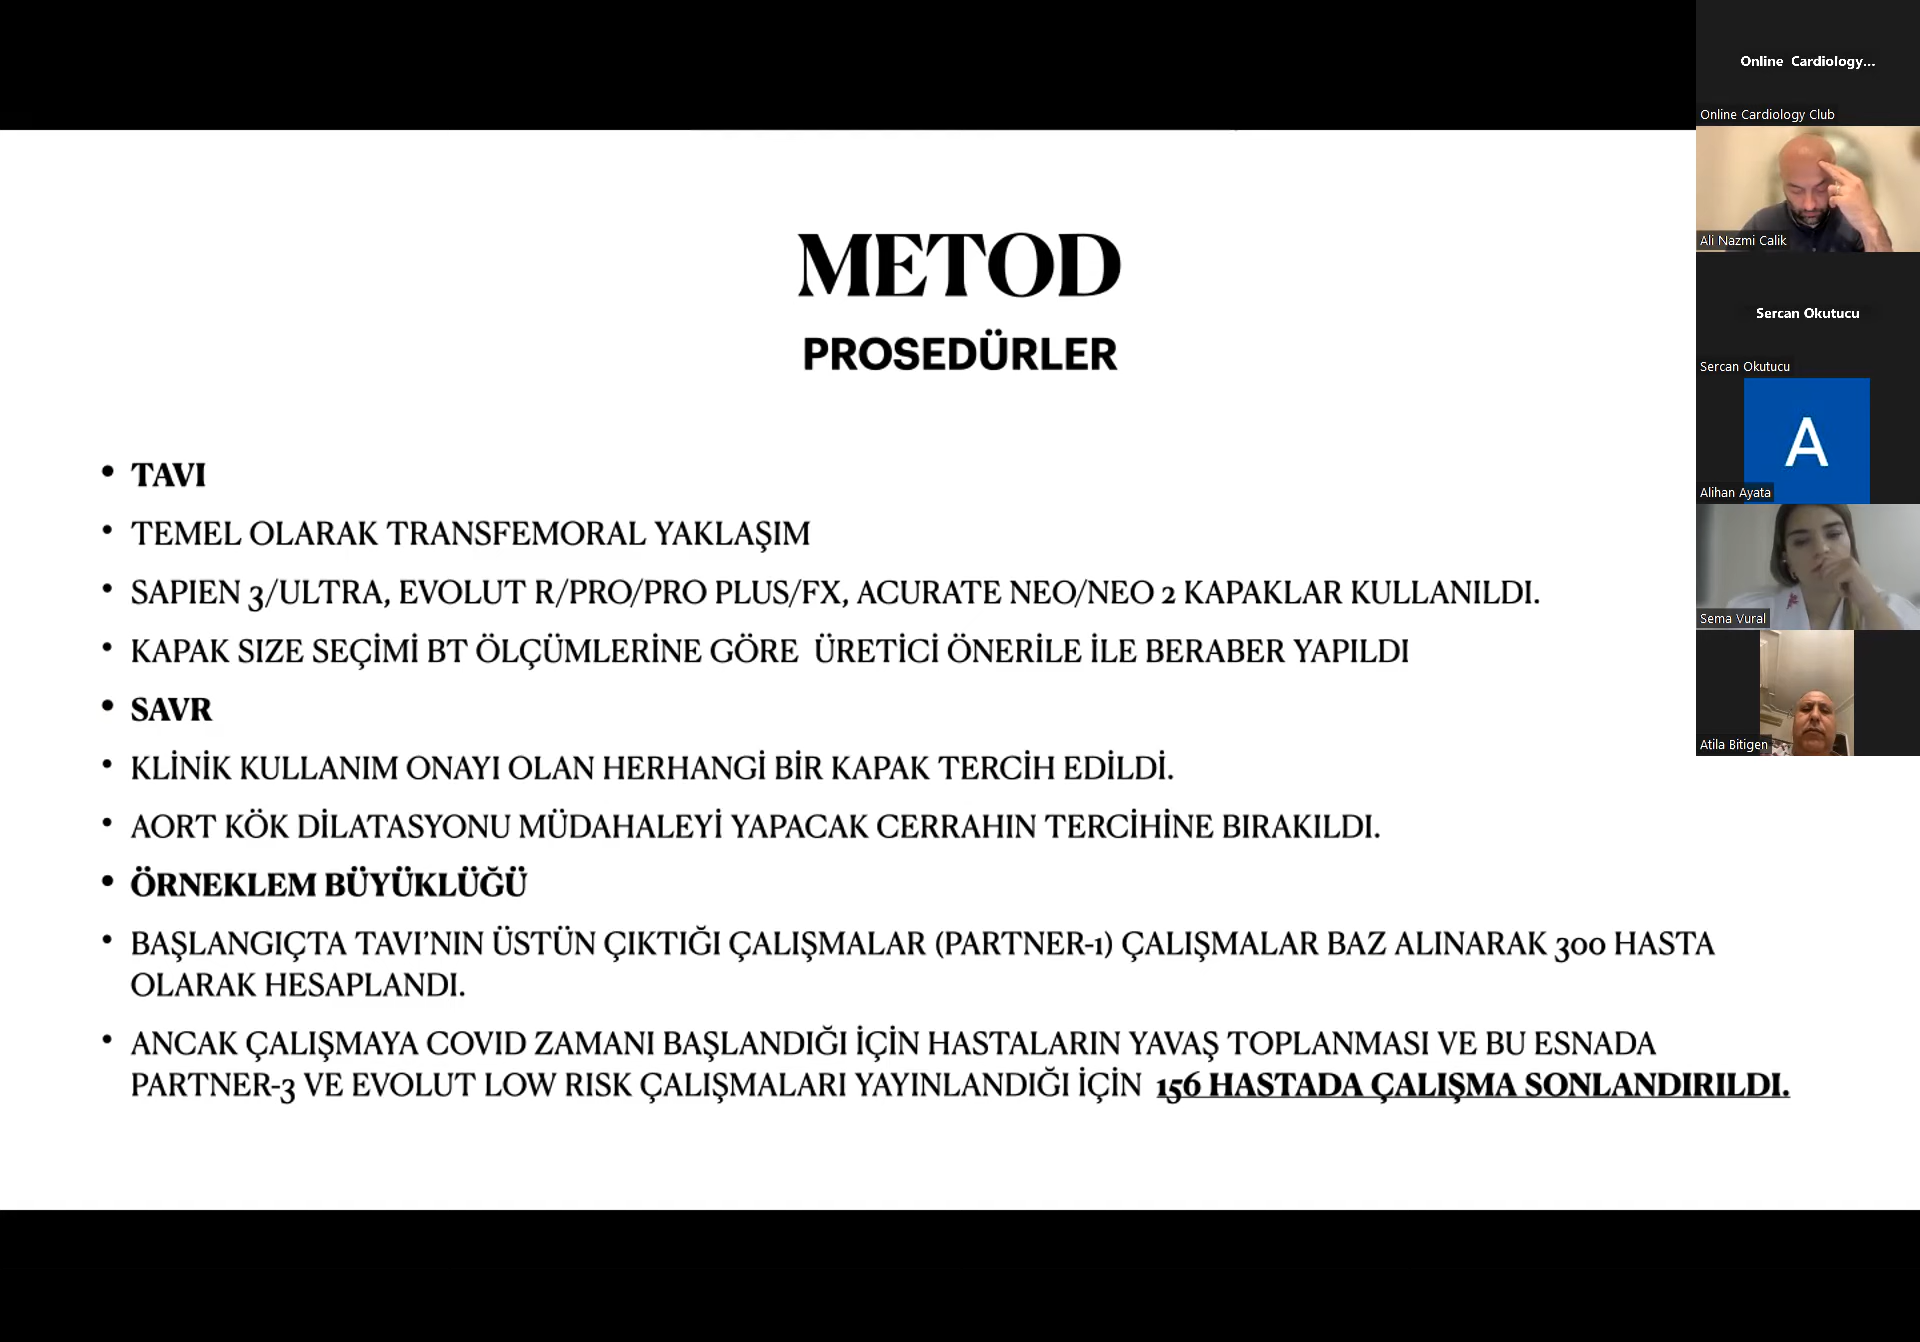 METOD
PROSEDÜRLER
• TAVI
• TEMEL OLARAK TRANSFEMORAL YAKLAŞIM
• SAPIEN 3/ULTRA, EVOLUT R/PRO/PRO PLUS/FX, ACURATE NEO/NEO 2 KAPAKLAR KULLANILDI.
• KAPAK SIZE SEÇİMİ BT ÖLÇÜMLERİNE GÖRE ÜRETİCİ ÖNERİLE İLE BERABER YAPILDI
• SAVR
• KLİNİK KULLANIM ONAYI OLAN HERHANGİ BİR KAPAK TERCİH EDİLDİ.
• AORT KÖK DİLATASYONU MÜDAHALEYİ YAPACAK CERRAHIN TERCİHİNE BIRAKILDI.
• ÖRNEKLEM BÜYÜKLÜĞÜ
• BAŞLANGIÇTA TAVI’NIN ÜSTÜN ÇIKTIĞI ÇALIŞMALAR (PARTNER-1) ÇALIŞMALAR BAZ ALINARAK 300 HASTA
OLARAK HESAPLANDI.
• ANCAK ÇALIŞMAYA COVID ZAMANI BAŞLANDIĞI İÇİN HASTALARIN YAVAŞ TOPLANMASI VE BU ESNADA
PARTNER-3 VE EVOLUT LOW RISK ÇALIŞMALARI YAYINLANDIĞI İÇİN 156 HASTADA ÇALIŞMA SONLANDIRILDI.
Online Cardiology...
Online Cardiology Club
Ali Nazmi Calik
Sercan Okutucu
Sercan Okutucu
A
Alihan Ayata
Sema Vural
Atila Bitigen